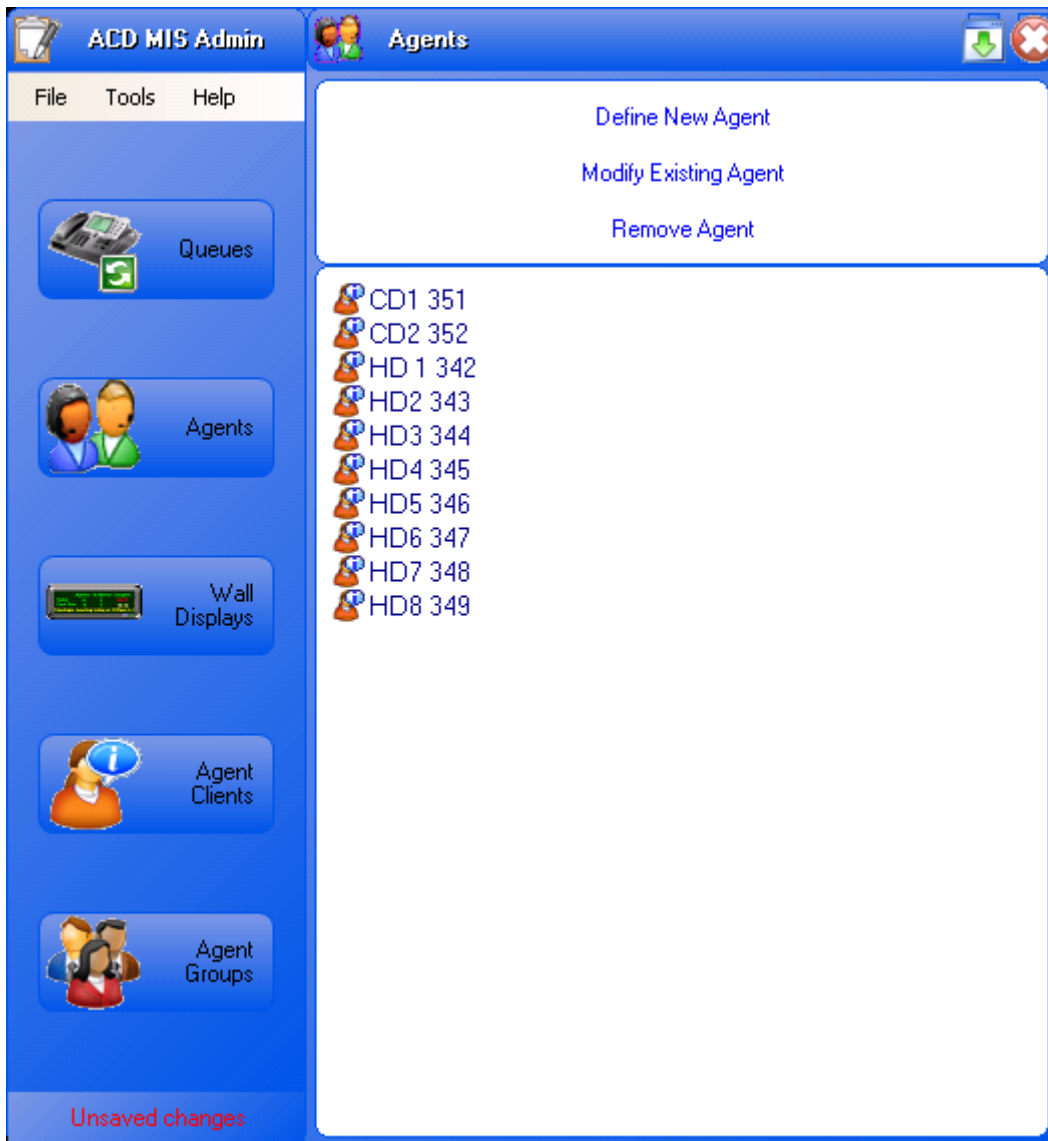 ACD MIS Admin
File Tools Help
Queues
Agents
Wall
Displays
Agent
Clients
Agent
Groups
Unsaved changes
Agents
Define New Agent
Modify Existing Agent
Remove Agent
CD1 351
CD2 352
HD 1 342
HD2 343
HD3 344
HD4 345
HD5 346
HD6 347
HD7 348
HD8 349